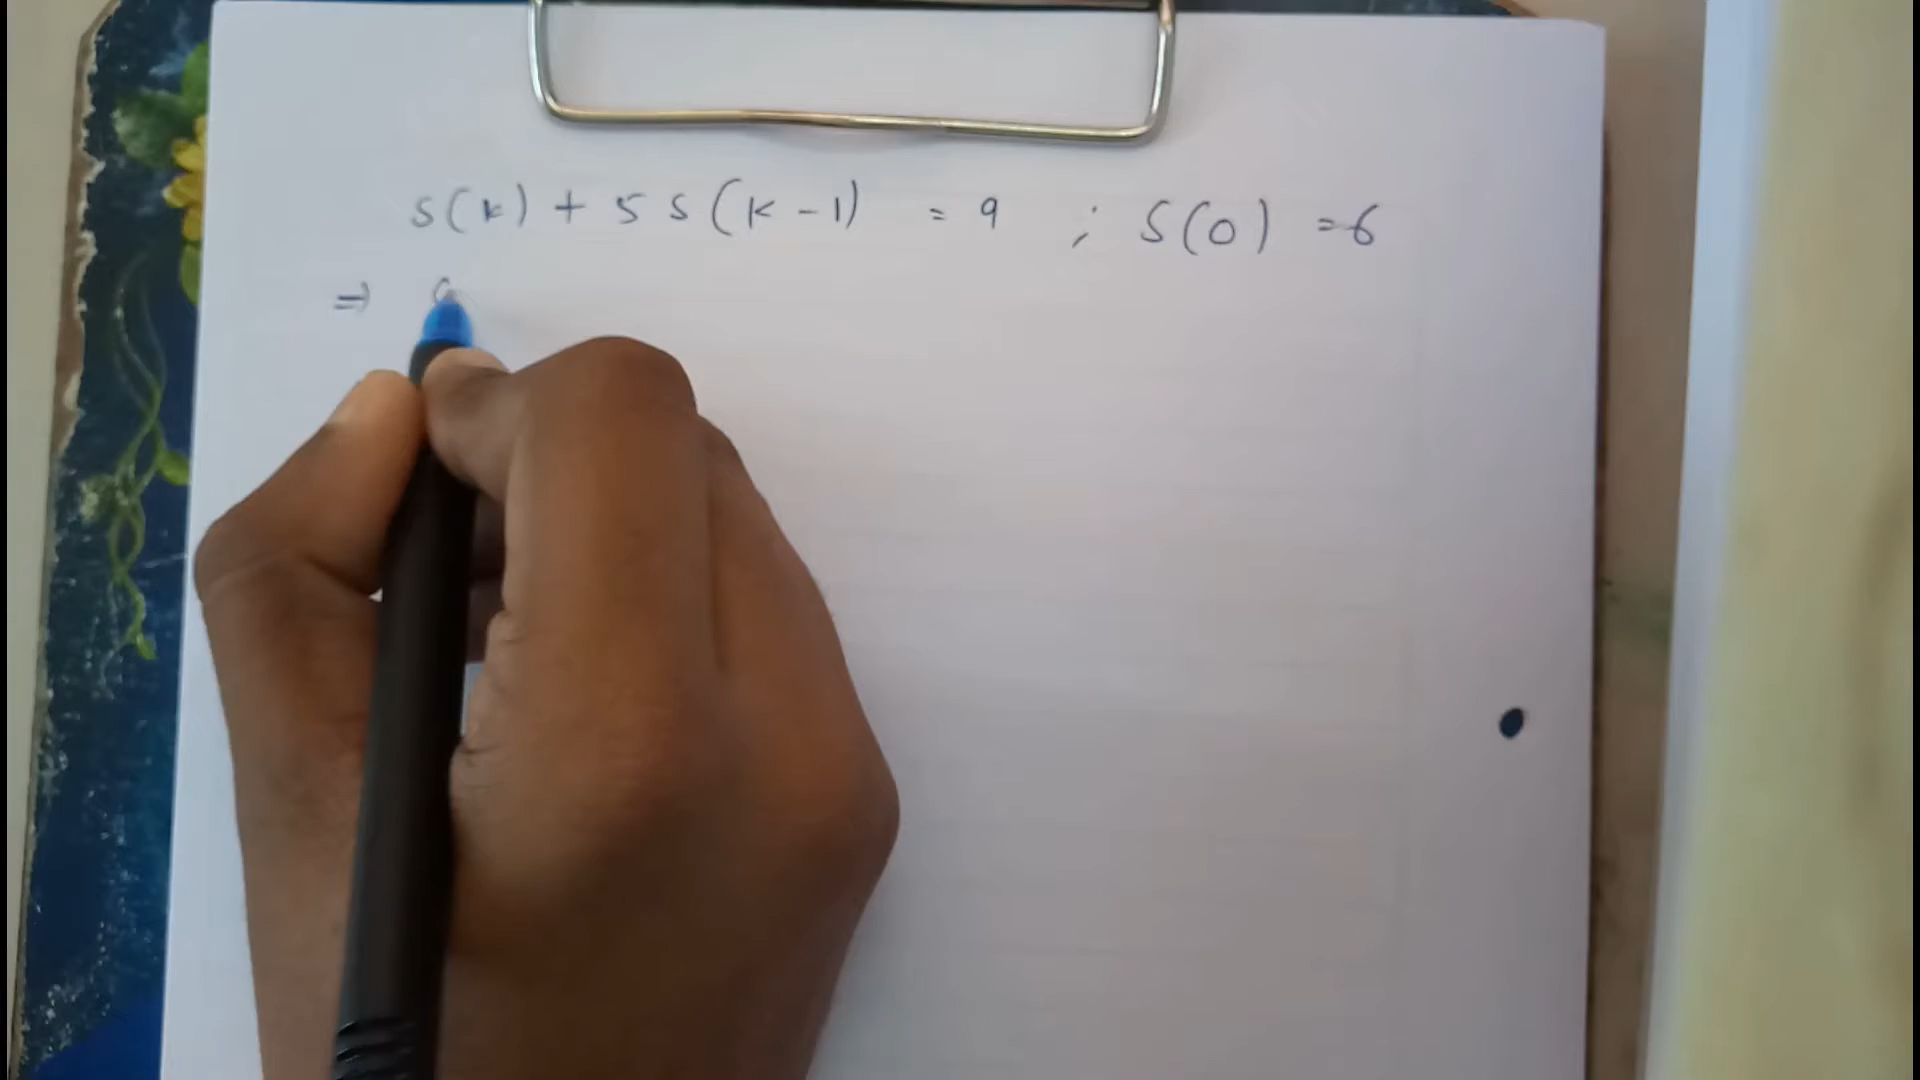 s(k) + 5 s (k - 1) = 9 ; S(0) = 6
⇒